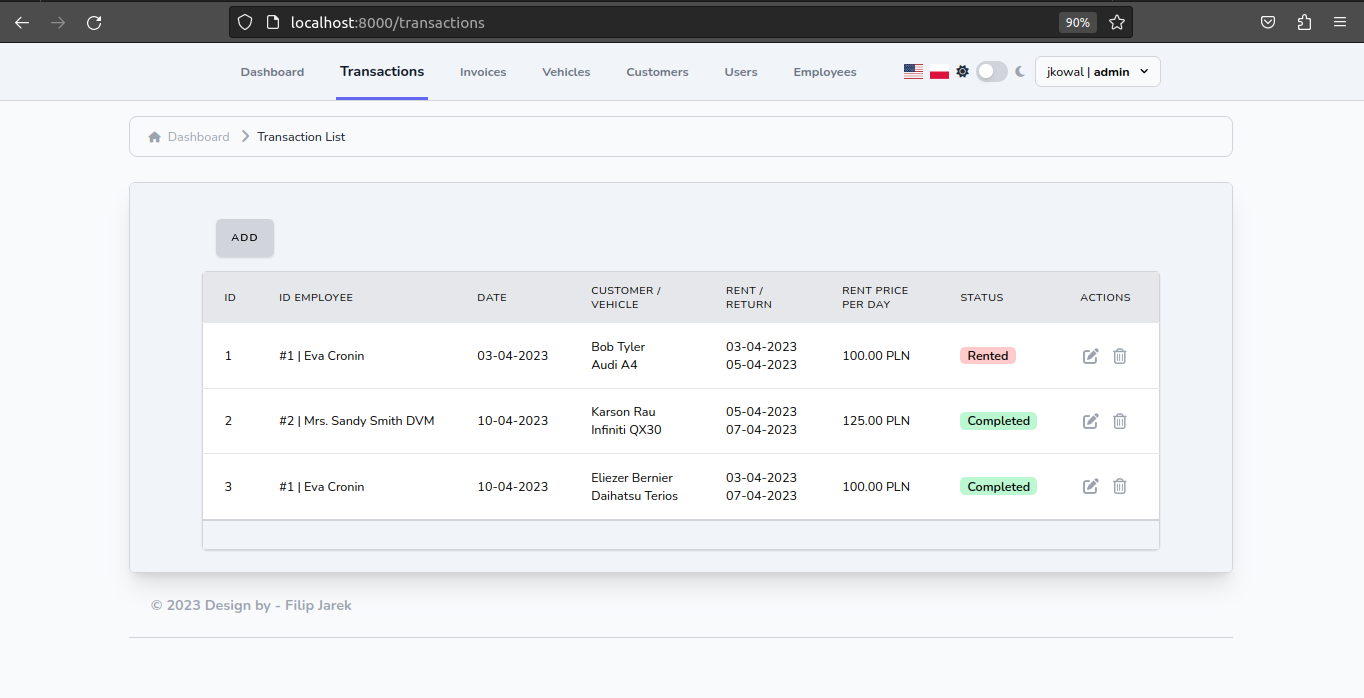 localhost:8000/transactions 90%
Dashboard Transactions Invoices Vehicles Customers Users Employees jkowal | admin
Dashboard Transaction List
ADD
ID ID EMPLOYEE DATE CUSTOMER / VEHICLE RENT / RETURN RENT PRICE PER DAY STATUS ACTIONS
1 #1 | Eva Cronin 03-04-2023 Bob Tyler Audi A4 03-04-2023 05-04-2023 100.00 PLN Rented
2 #2 | Mrs. Sandy Smith DVM 10-04-2023 Karson Rau Infiniti QX30 05-04-2023 07-04-2023 125.00 PLN Completed
3 #1 | Eva Cronin 10-04-2023 Eliezer Bernier Daihatsu Terios 03-04-2023 07-04-2023 100.00 PLN Completed
© 2023 Design by - Filip Jarek